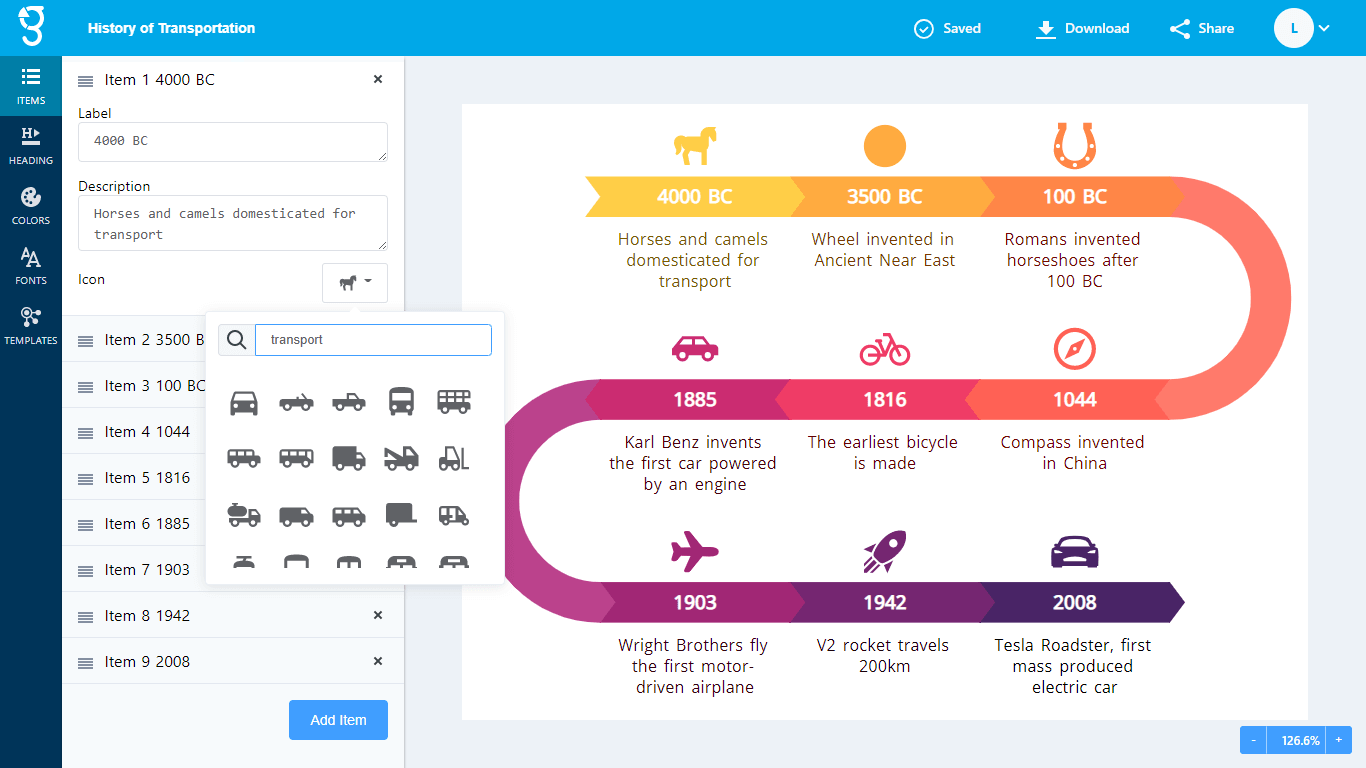 History of Transportation
Saved
Download
Share
L
ITEMS
HEADING
COLORS
FONTS
TEMPLATES
Item 1 4000 BC
Label
4000 BC
Description
Horses and camels domesticated for
transport
Icon
transport
Item 2 3500 B
Item 3 100 BC
Item 4 1044
Item 5 1816
Item 6 1885
Item 7 1903
Item 8 1942
Item 9 2008
Add Item
4000 BC
3500 BC
100 BC
Horses and camels
domesticated for
transport
Wheel invented in
Ancient Near East
Romans invented
horseshoes after
100 BC
1885
1816
1044
Karl Benz invents
the first car powered
by an engine
The earliest bicycle
is made
Compass invented
in China
1903
1942
2008
Wright Brothers fly
the first motor-
driven airplane
V2 rocket travels
200km
Tesla Roadster, first
mass produced
electric car
- 126.6% +